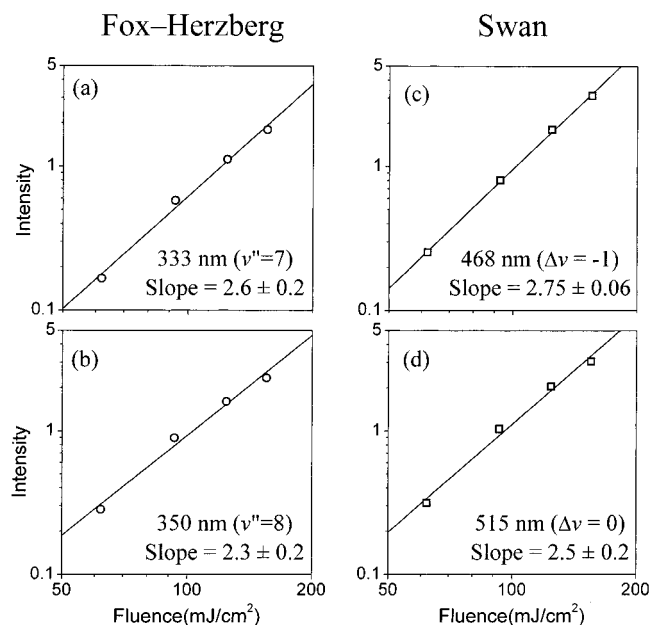 Fox–Herzberg
Swan
5
(a)
1
Intensity
333 nm (v"=7)
Slope = 2.6 ± 0.2
0.1
5
(c)
1
468 nm (Δv = -1)
Slope = 2.75 ± 0.06
0.1
5
(b)
1
Intensity
350 nm (v"=8)
Slope = 2.3 ± 0.2
0.1
50 100 200
Fluence(mJ/cm²)
5
(d)
1
515 nm (Δv = 0)
Slope = 2.5 ± 0.2
0.1
50 100 200
Fluence(mJ/cm²)